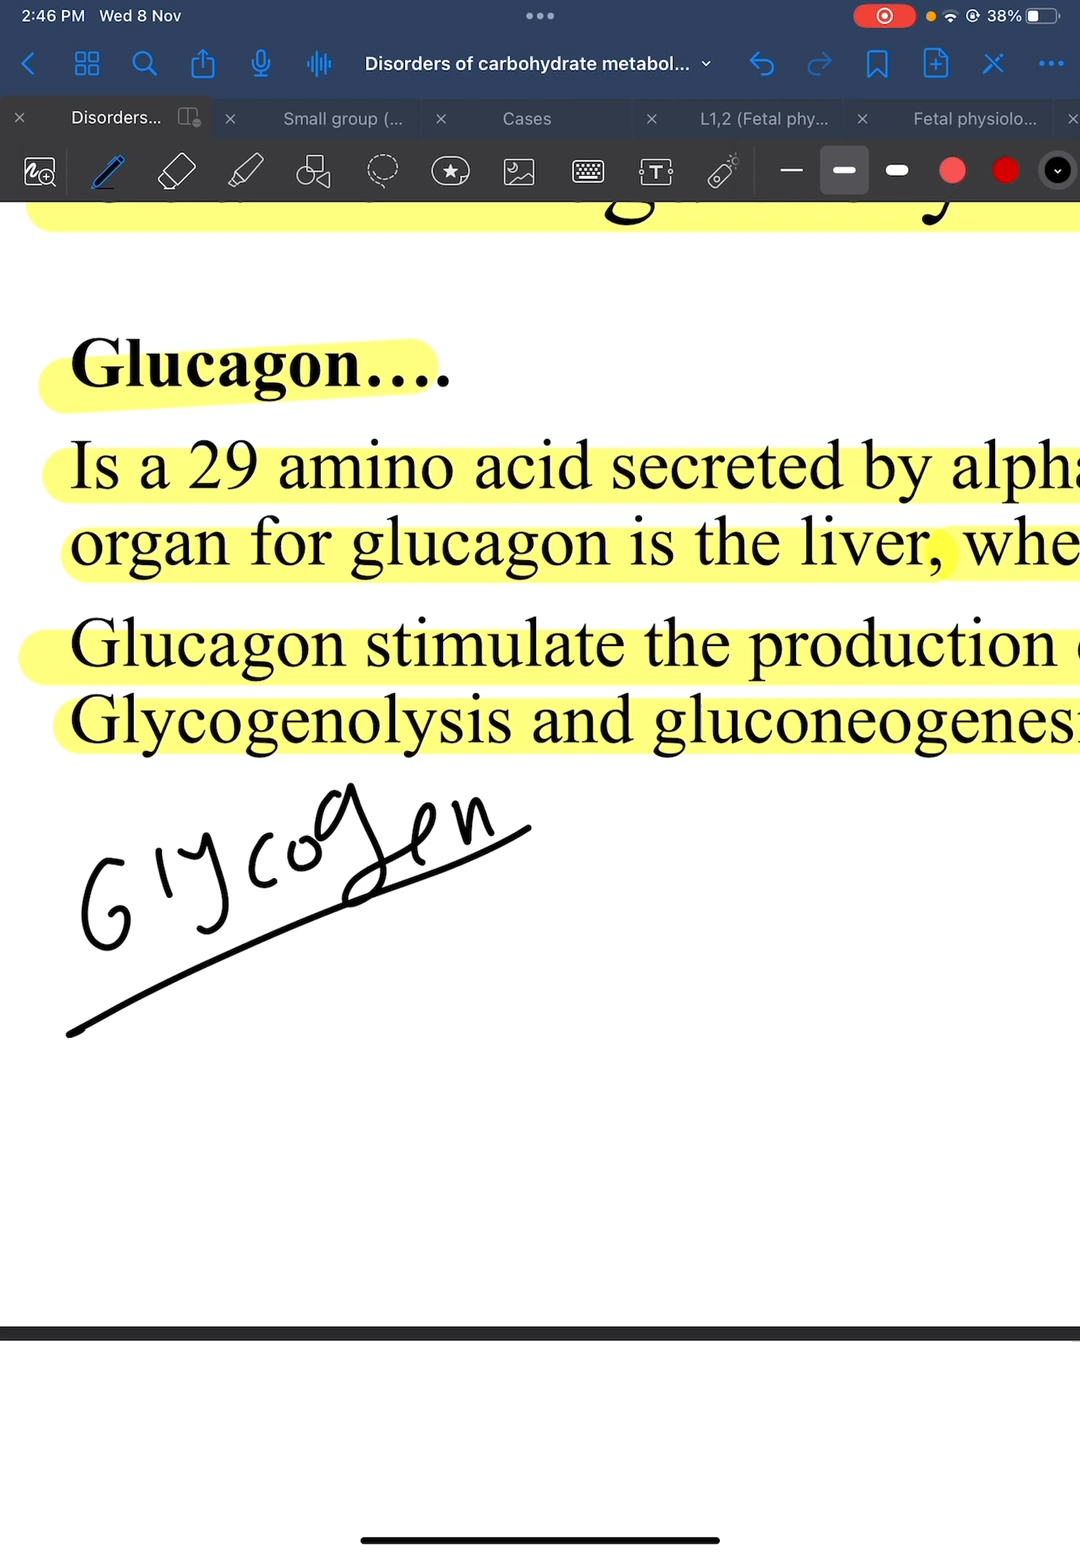 2:46 PM Wed 8 Nov
38%
Disorders of carbohydrate metabol...
Disorders...
Small group (...
Cases
L1,2 (Fetal phy...
Fetal physiolo...
Glucagon....
Is a 29 amino acid secreted by alph
organ for glucagon is the liver, whe
Glucagon stimulate the production
Glycogenolysis and gluconeogenesi
Glycogen